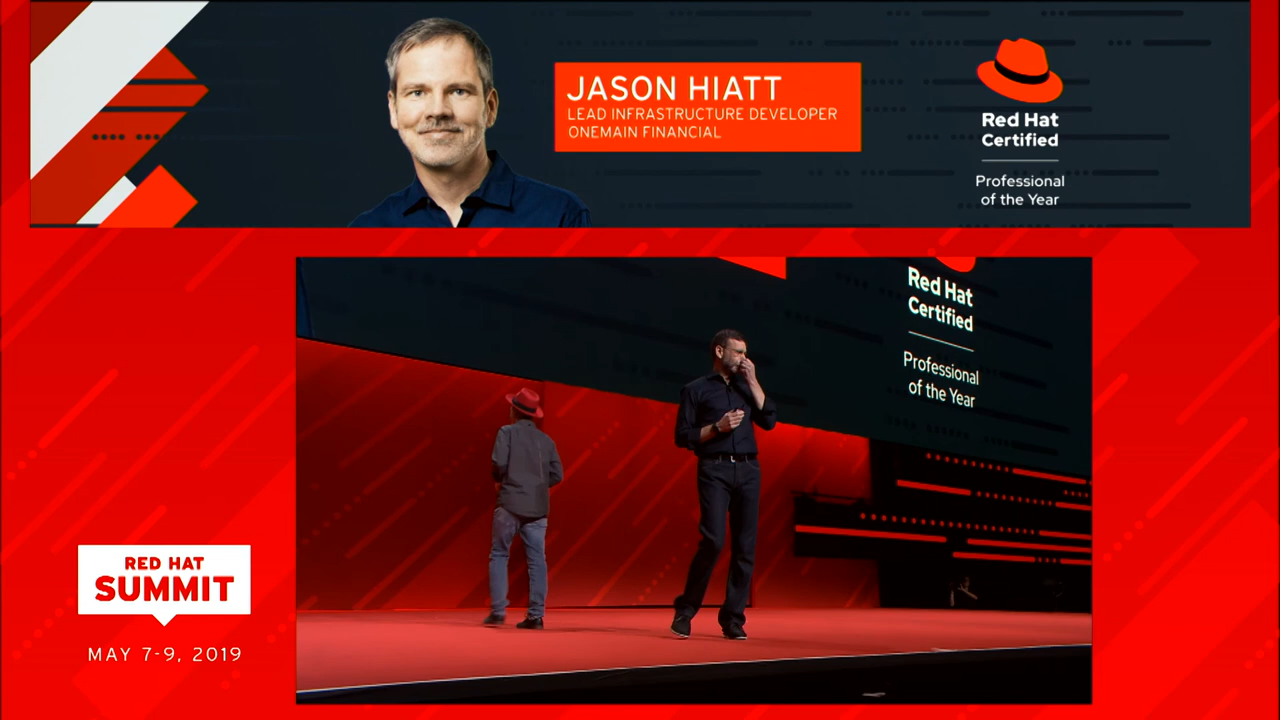 JASON HIATT
LEAD INFRASTRUCTURE DEVELOPER
ONEMAIN FINANCIAL
Red Hat
Certified
Professional
of the Year
Red Hat
Certified
Professional
of the Year
RED HAT
SUMMIT
MAY 7-9, 2019